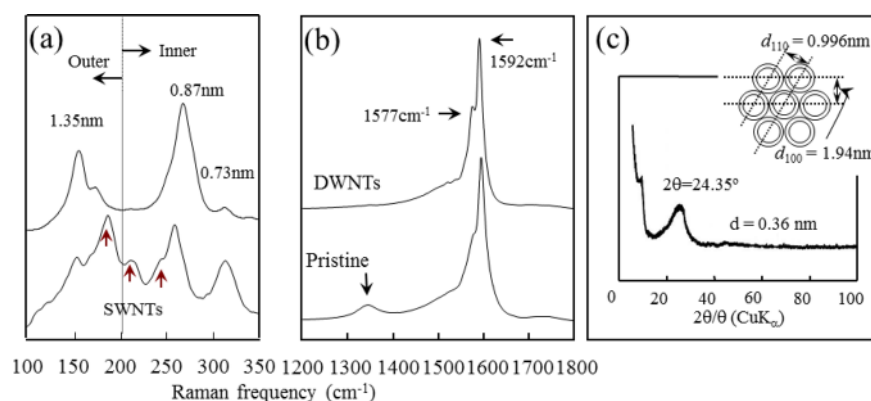 (a)
Outer
Inner
0.87nm
1.35nm
0.73nm
SWNTs
100 150 200 250 300 350
(b)
1592cm-1
1577cm-1
DWNTs
Pristine
1200 1300 1400 1500 1600 1700 1800
Raman frequency (cm-1)
(c)
d110 = 0.996nm
d100 = 1.94nm
2θ=24.35º
d = 0.36 nm
0 20 40 60 80 100
2θ/θ (CuKα)